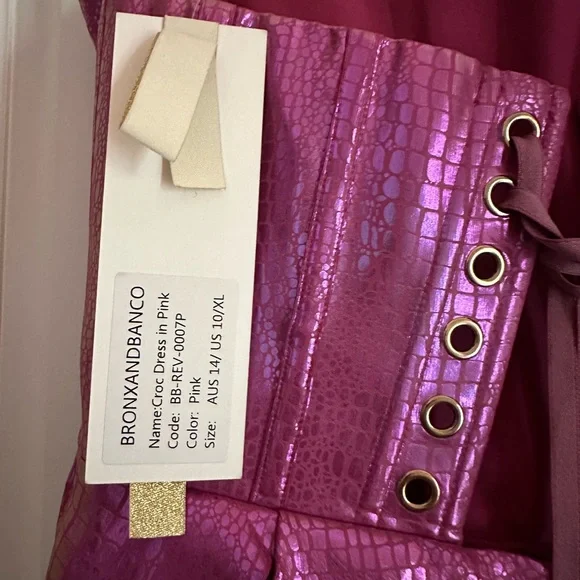 BRONXANDBANCO
Name:Croc Dress in Pink
Code: BB-REV-0007P
Color: Pink
Size: AUS 14/ US 10/XL